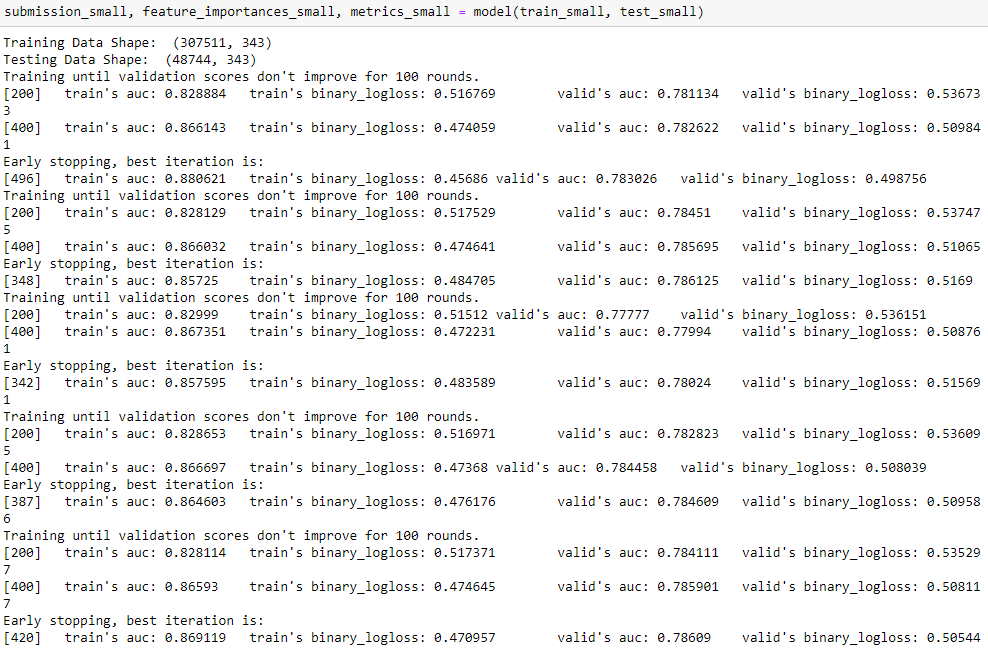 submission_small, feature_importances_small, metrics_small = model(train_small, test_small)
Training Data Shape:  (307511, 343)
Testing Data Shape:  (48744, 343)
Training until validation scores don't improve for 100 rounds.
[200]	train's auc: 0.828884	train's binary_logloss: 0.516769	valid's auc: 0.781134	valid's binary_logloss: 0.53673
3
[400]	train's auc: 0.866143	train's binary_logloss: 0.474059	valid's auc: 0.782622	valid's binary_logloss: 0.50984
1
Early stopping, best iteration is:
[496]	train's auc: 0.880621	train's binary_logloss: 0.45686	valid's auc: 0.783026	valid's binary_logloss: 0.498756
Training until validation scores don't improve for 100 rounds.
[200]	train's auc: 0.828129	train's binary_logloss: 0.517529	valid's auc: 0.78451	valid's binary_logloss: 0.53747
5
[400]	train's auc: 0.866032	train's binary_logloss: 0.474641	valid's auc: 0.785695	valid's binary_logloss: 0.51065
Early stopping, best iteration is:
[348]	train's auc: 0.85725	train's binary_logloss: 0.484705	valid's auc: 0.786125	valid's binary_logloss: 0.5169
Training until validation scores don't improve for 100 rounds.
[200]	train's auc: 0.82999	train's binary_logloss: 0.51512	valid's auc: 0.77777	valid's binary_logloss: 0.536151
[400]	train's auc: 0.867351	train's binary_logloss: 0.472231	valid's auc: 0.77994	valid's binary_logloss: 0.50876
1
Early stopping, best iteration is:
[342]	train's auc: 0.857595	train's binary_logloss: 0.483589	valid's auc: 0.78024	valid's binary_logloss: 0.51569
1
Training until validation scores don't improve for 100 rounds.
[200]	train's auc: 0.828653	train's binary_logloss: 0.516971	valid's auc: 0.782823	valid's binary_logloss: 0.53609
5
[400]	train's auc: 0.866697	train's binary_logloss: 0.47368	valid's auc: 0.784458	valid's binary_logloss: 0.508039
Early stopping, best iteration is:
[387]	train's auc: 0.864603	train's binary_logloss: 0.476176	valid's auc: 0.784609	valid's binary_logloss: 0.50958
6
Training until validation scores don't improve for 100 rounds.
[200]	train's auc: 0.828114	train's binary_logloss: 0.517371	valid's auc: 0.784111	valid's binary_logloss: 0.53529
7
[400]	train's auc: 0.86593	train's binary_logloss: 0.474645	valid's auc: 0.785901	valid's binary_logloss: 0.50811
7
Early stopping, best iteration is:
[420]	train's auc: 0.869119	train's binary_logloss: 0.470957	valid's auc: 0.78609	valid's binary_logloss: 0.50544